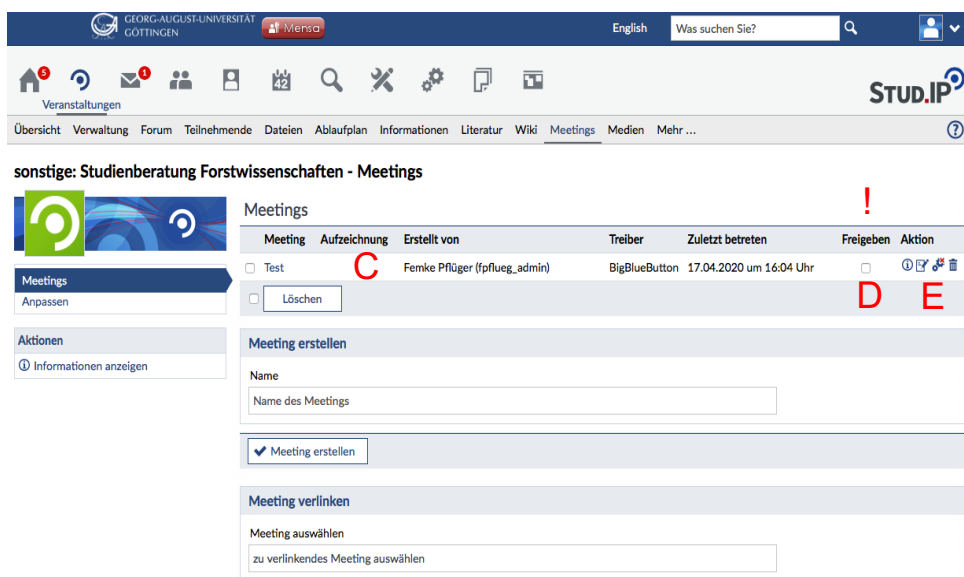 GEORG-AUGUST-UNIVERSITÄT
GÖTTINGEN
Mensa
English
Was suchen Sie?
5
1
42
Veranstaltungen
STUD.IP
Übersicht Verwaltung Forum Teilnehmende Dateien Ablaufplan Informationen Literatur Wiki Meetings Medien Mehr ...
?
sonstige: Studienberatung Forstwissenschaften - Meetings
Meetings
!
Meeting Aufzeichnung Erstellt von Treiber Zuletzt betreten Freigeben Aktion
Test C Femke Pflüger (fpflueg_admin) BigBlueButton 17.04.2020 um 16:04 Uhr
D E
Löschen
Meetings
Anpassen
Aktionen
Informationen anzeigen
Meeting erstellen
Name
Name des Meetings
Meeting erstellen
Meeting verlinken
Meeting auswählen
zu verlinkendes Meeting auswählen